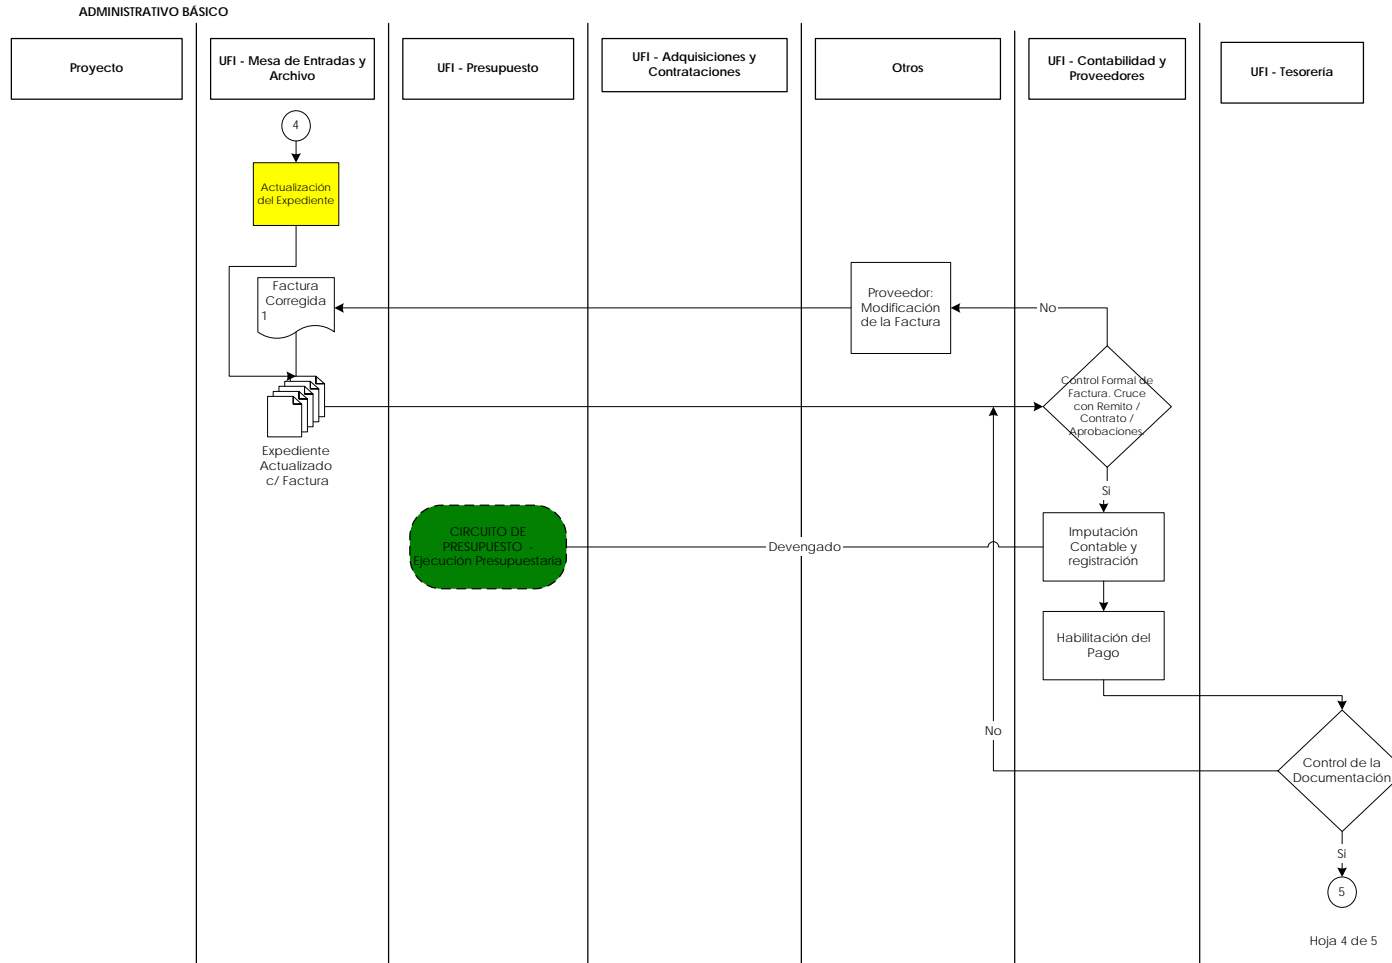 ADMINISTRATIVO BÁSICO
Proyecto
UFI - Mesa de Entradas y
Archivo
UFI - Presupuesto
UFI - Adquisiciones y
Contrataciones
Otros
UFI - Contabilidad y
Proveedores
UFI - Tesorería
4
Actualización
del Expediente
Factura
Corregida
1
Proveedor:
Modificación
de la Factura
No
Control Formal de
Factura. Cruce
con Remito /
Contrato /
Aprobaciones.
Expediente
Actualizado
c/ Factura
Si
CIRCUITO DE
PRESUPUESTO -
Ejecución Presupuestaria
Devengado
Imputación
Contable y
registración
Habilitación del
Pago
No
Control de la
Documentación
Si
5
Hoja 4 de 5